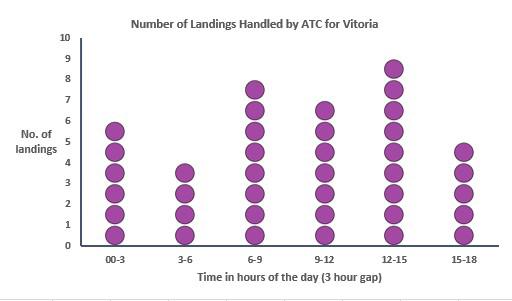 Number of Landings Handled by ATC for Vitoria
10
9
8
7
6
5
4
3
2
1
0
No. of
landings
00-3 3-6 6-9 9-12 12-15 15-18
Time in hours of the day (3 hour gap)